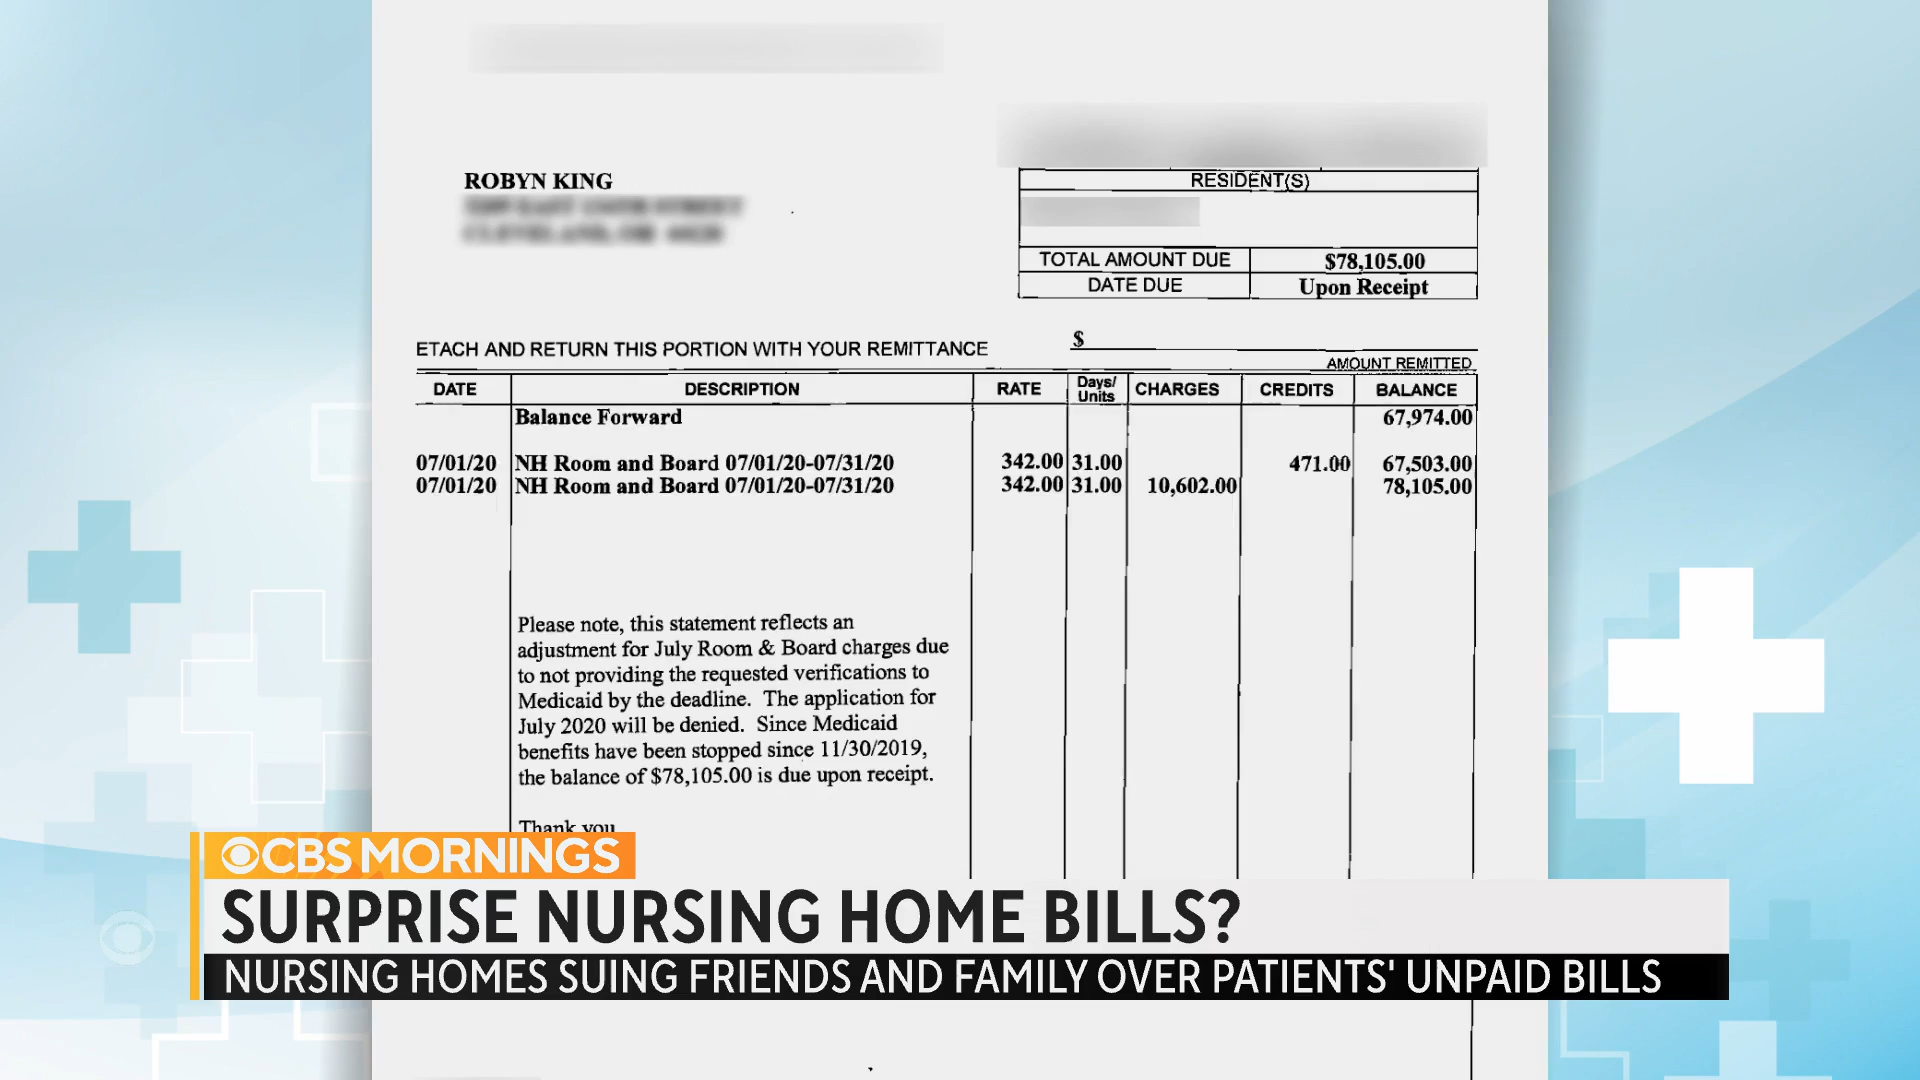 ROBYN KING
RESIDENT(S)
TOTAL AMOUNT DUE $78,105.00
DATE DUE Upon Receipt
ETACH AND RETURN THIS PORTION WITH YOUR REMITTANCE $
AMOUNT REMITTED
DATE DESCRIPTION RATE Days/ Units CHARGES CREDITS BALANCE
Balance Forward 67,974.00
07/01/20 NH Room and Board 07/01/20-07/31/20 342.00 31.00 471.00 67,503.00
07/01/20 NH Room and Board 07/01/20-07/31/20 342.00 31.00 10,602.00 78,105.00
Please note, this statement reflects an
adjustment for July Room & Board charges due
to not providing the requested verifications to
Medicaid by the deadline. The application for
July 2020 will be denied. Since Medicaid
benefits have been stopped since 11/30/2019,
the balance of $78,105.00 is due upon receipt.
Thank you
CBS MORNINGS
SURPRISE NURSING HOME BILLS?
NURSING HOMES SUING FRIENDS AND FAMILY OVER PATIENTS' UNPAID BILLS